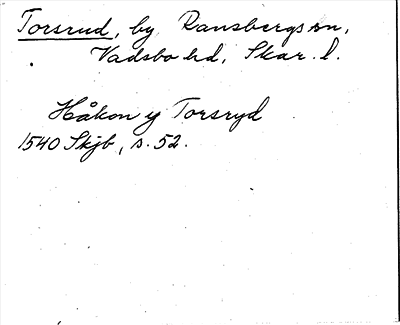 Torsrud, by, Ransbergs sn,
Vadsbo hd, Skar. l.
Håkon y Torsryd
1540 Skjb, s. 52.